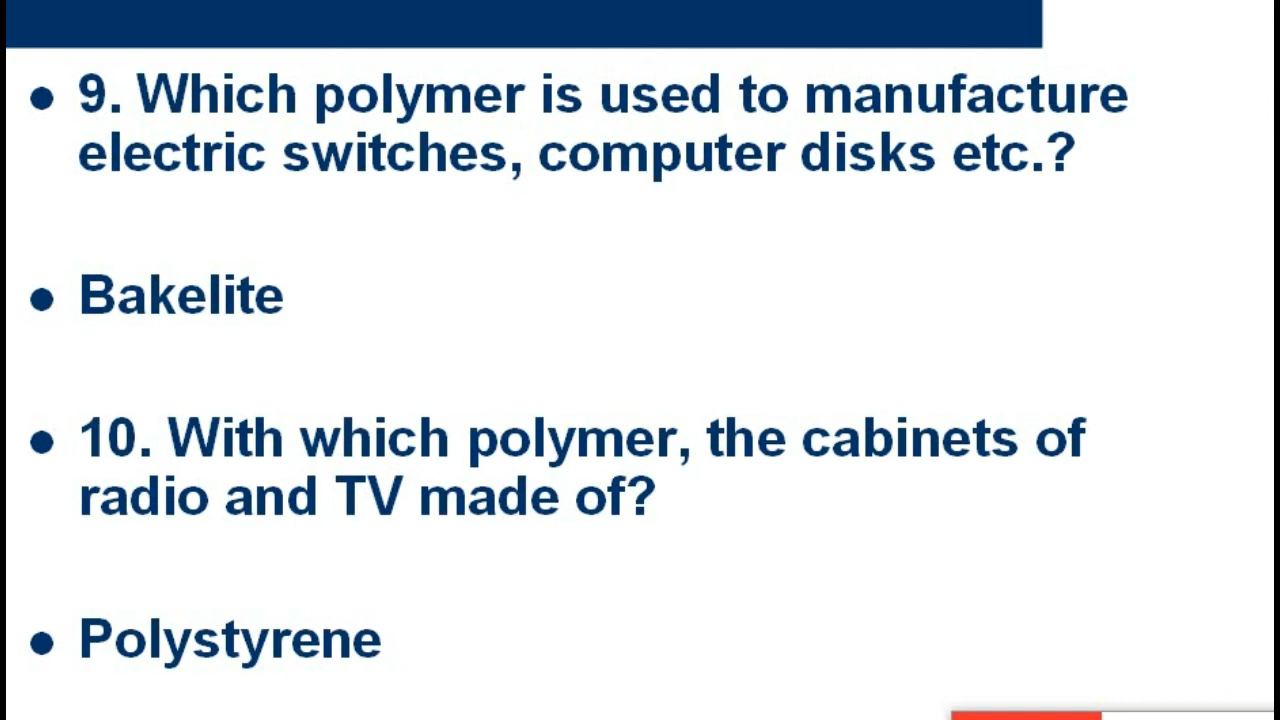 • 9. Which polymer is used to manufacture
electric switches, computer disks etc.?
• Bakelite
• 10. With which polymer, the cabinets of
radio and TV made of?
• Polystyrene